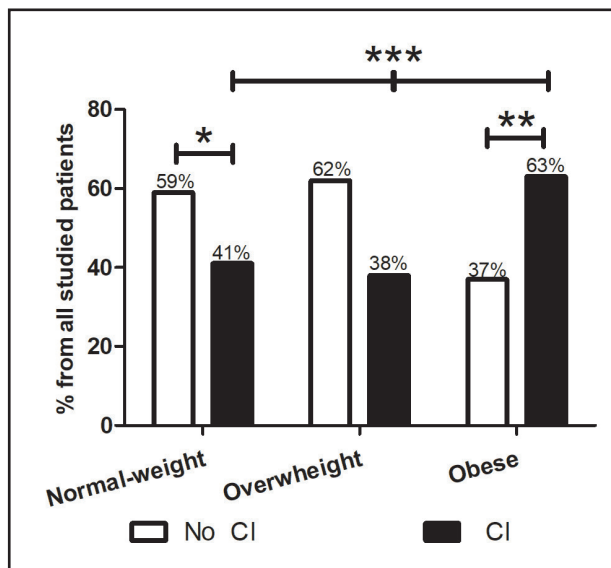 ***
% from all studied patients
80
60
40
20
0
*
**
59%
41%
62%
38%
37%
63%
Normal-weight
Overwheight
Obese
No CI
CI